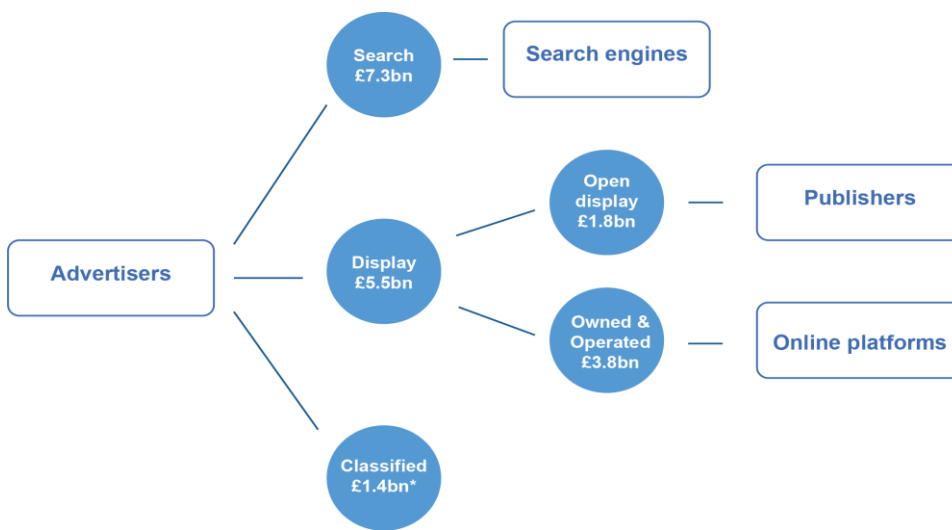 Search
£7.3bn
Search engines
Open
display
£1.8bn
Publishers
Advertisers
Display
£5.5bn
Owned &
Operated
£3.8bn
Online platforms
Classified
£1.4bn*